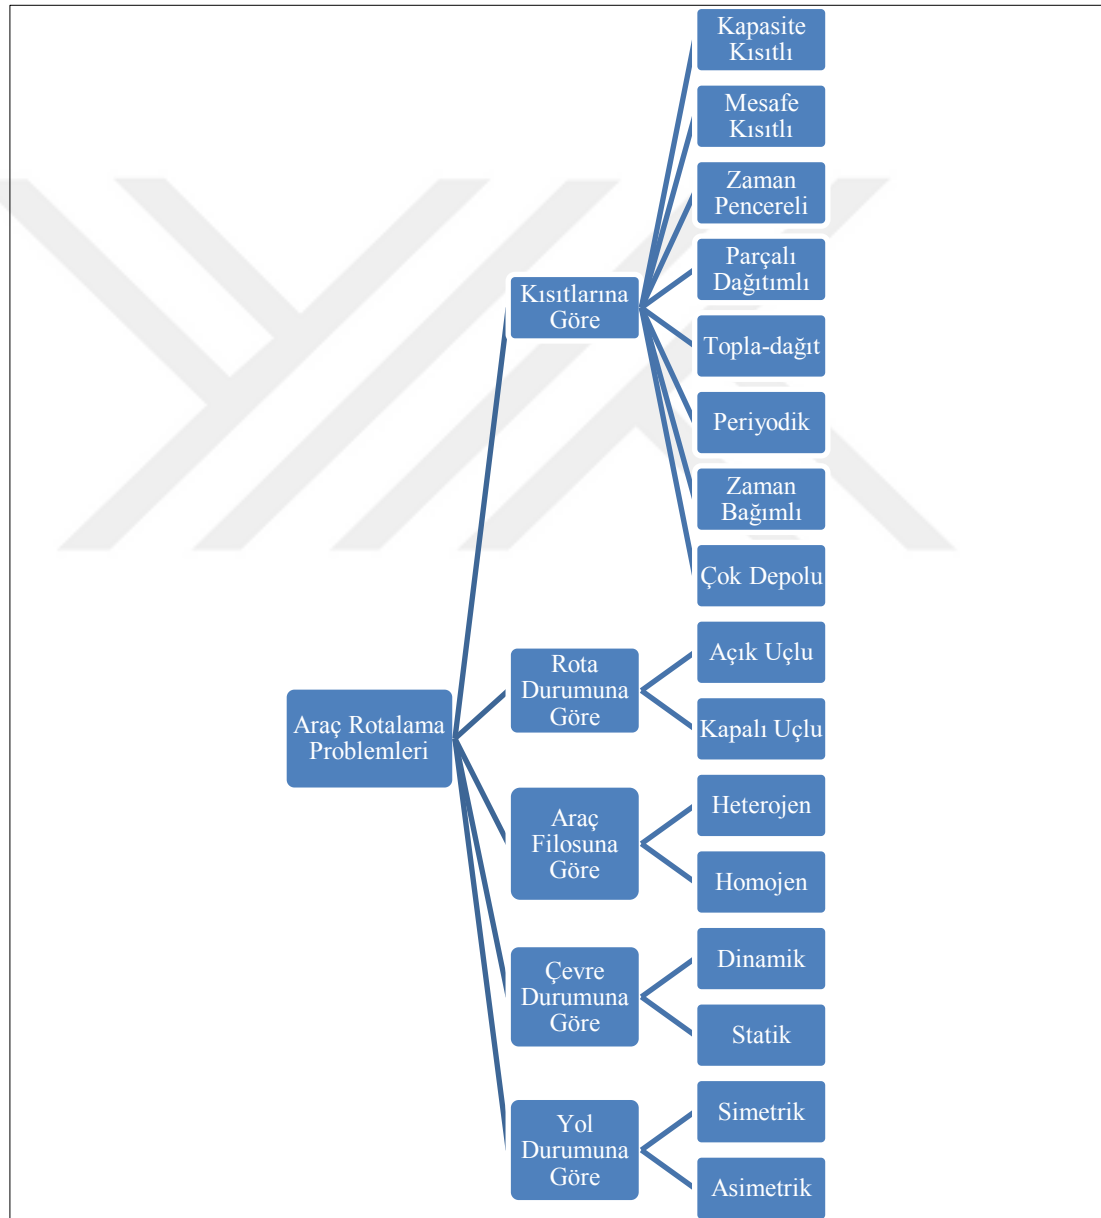 Kapasite
Kısıtlı
Mesafe
Kısıtlı
Zaman
Pencereli
Parçalı
Dağıtımlı
Kısıtlarına
Göre
Topla-dağıt
Periyodik
Zaman
Bağımlı
Çok Depolu
Rota
Durumuna
Göre
Açık Uçlu
Kapalı Uçlu
Araç Rotalama
Problemleri
Araç
Filosuna
Göre
Heterojen
Homojen
Çevre
Durumuna
Göre
Dinamik
Statik
Yol
Durumuna
Göre
Simetrik
Asimetrik